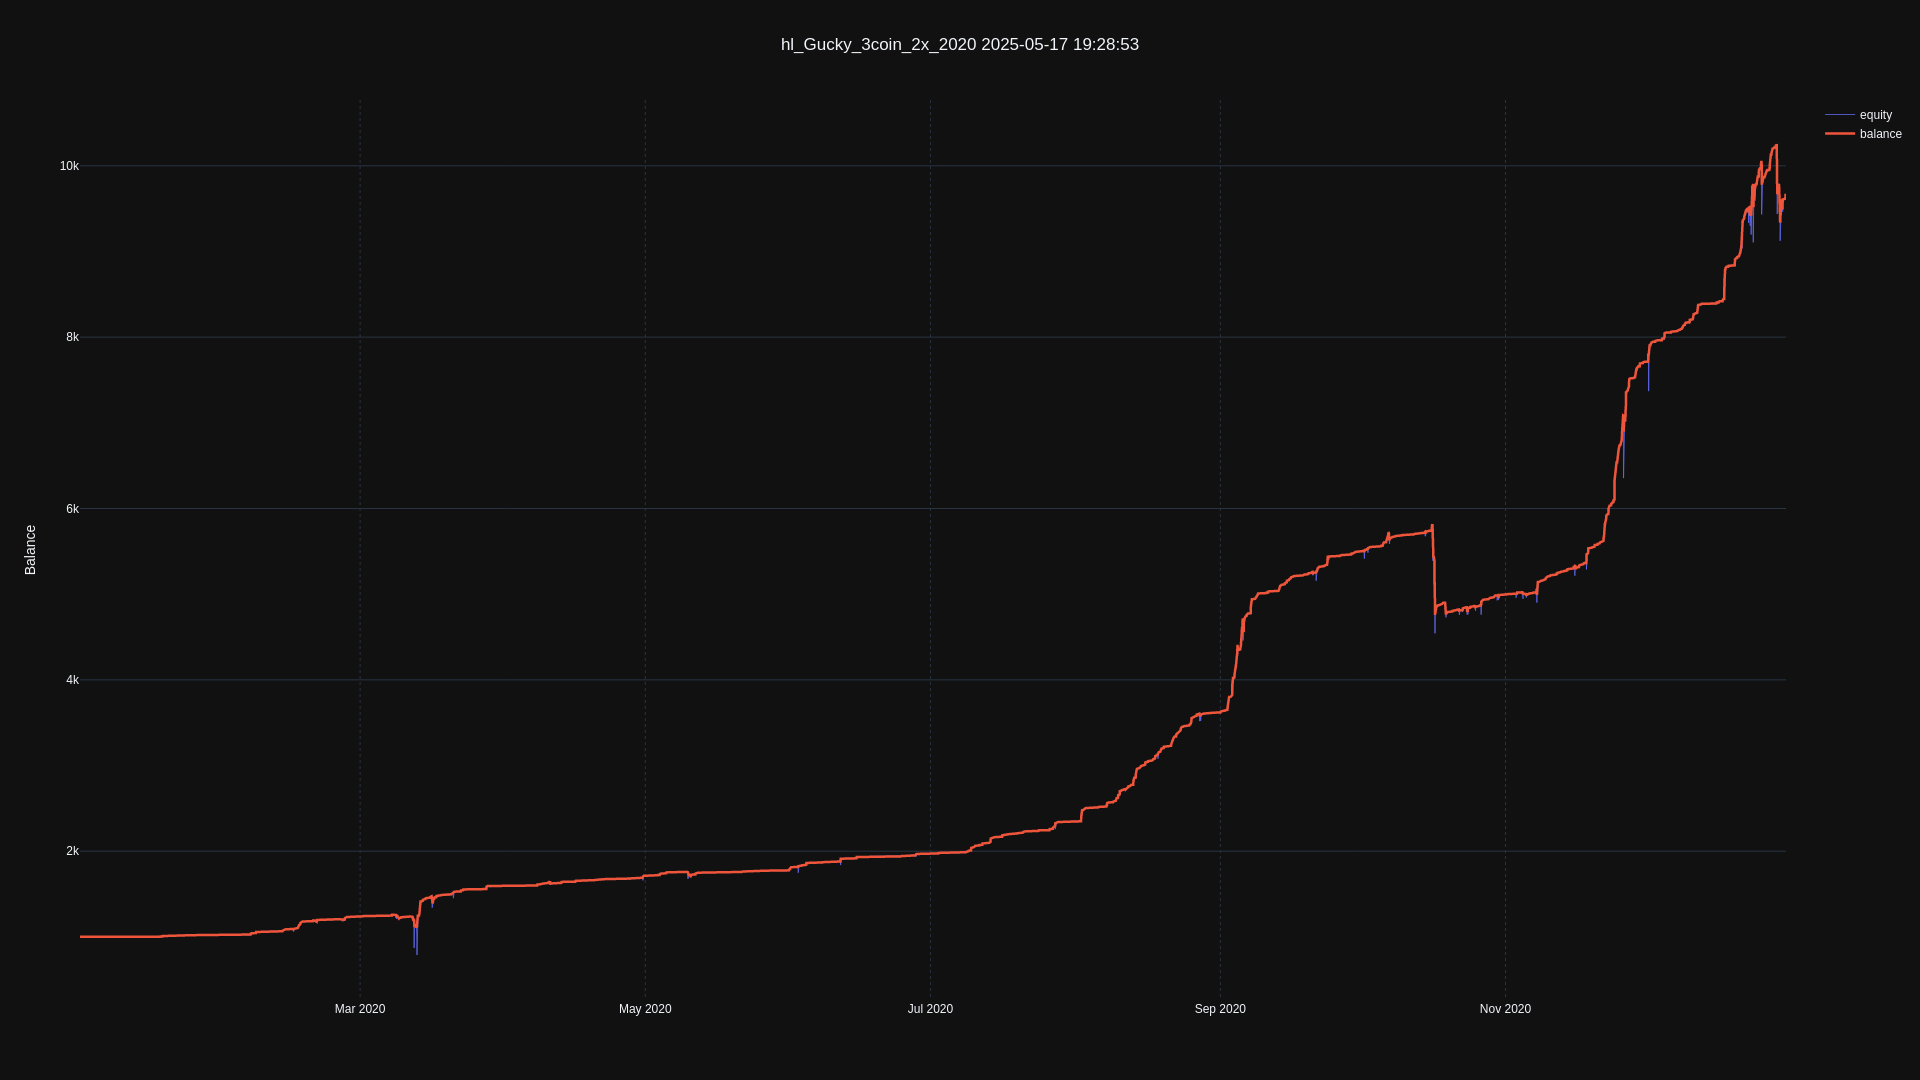 hl_Gucky_3coin_2x_2020 2025-05-17 19:28:53
equity
balance
10k
8k
6k
4k
2k
Balance
Mar 2020
May 2020
Jul 2020
Sep 2020
Nov 2020